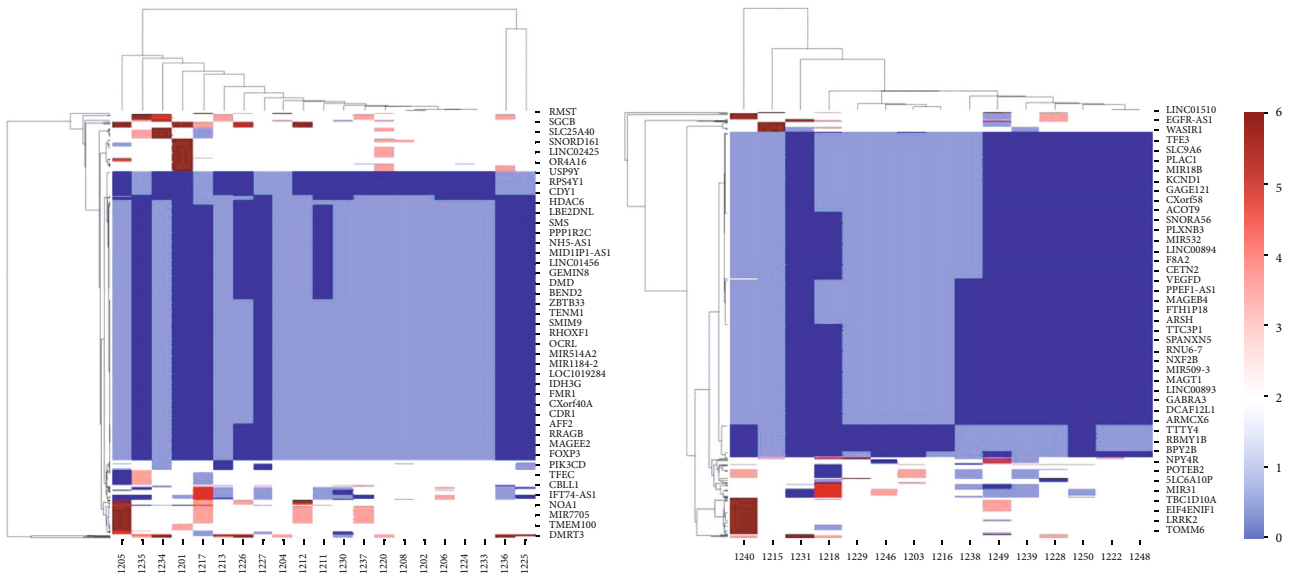 RMST
SGCB
SLC25A40
SNORD161
LINC02425
OR4A16
USP9Y
RPS4Y1
CDY1
HDAC6
LBE2DNL
SMS
PPP1R2C
NH5-AS1
MID1IP1-AS1
LINC01456
GEMIN8
DMD
BEND2
ZBTB33
TENM1
SMIM9
RHOXF1
OCRL
MIR514A2
MIR1184-2
LOC1019284
IDH3G
FMR1
CXorf40A
CDR1
AFF2
RRAGB
MAGEE2
FOXP3
PIK3CD
TFEC
CBLL1
IFT74-AS1
NOA1
MIR7705
TMEM100
DMRT3
1205
1235
1234
1201
1217
1213
1226
1227
1204
1212
1211
1230
1237
1220
1208
1202
1206
1224
1233
1236
1225
LINC01510
EGFR-AS1
WASIR1
TFE3
SLC9A6
PLAC1
MIR18B
KCND1
GAGE121
CXorf58
ACOT9
SNORA56
PLXNB3
MIR532
LINC00894
F8A2
CETN2
VEGFD
PPEF1-AS1
MAGEB4
FTH1P18
ARSH
TTC3P1
SPANXN5
RNU6-7
NXF2B
MIR509-3
MAGT1
LINC00893
GABRA3
DCAF12L1
ARMCX6
TTTY4
RBMY1B
BPY2B
NPY4R
POTEB2
5LC6A10P
MIR31
TBC1D10A
EIF4ENIF1
LRRK2
TOMM6
1240
1215
1231
1218
1229
1246
1203
1216
1238
1249
1239
1228
1250
1222
1248
6
5
4
3
2
1
0